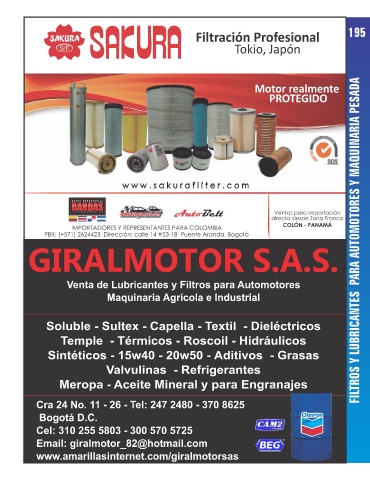 SAKURA
S/F
SAKURA
Filtración Profesional
Tokio, Japón
195
Motor realmente
PROTEGIDO
SGS
www.sakurafilter.com
BANDAS
AutoBelt
IMPORTADORES Y REPRESENTANTES PARA COLOMBIA
PBX: (+571) 2624423 Dirección: calle 14 #53-18 Puente Aranda, Bogotá
Ventas para importación
directa desde Zona Franca
COLÓN - PANAMÁ
GIRALMOTOR S.A.S.
Venta de Lubricantes y Filtros para Automotores
Maquinaria Agricola e Industrial
Soluble - Sultex - Capella - Textil - Dieléctricos
Temple - Térmicos - Roscoil - Hidráulicos
Sintéticos - 15w40 - 20w50 - Aditivos - Grasas
Valvulinas - Refrigerantes
Meropa - Aceite Mineral y para Engranajes
Cra 24 No. 11 - 26 - Tel: 247 2480 - 370 8625
Bogotá D.C.
Cel: 310 255 5803 - 300 570 5725
Email: giralmotor_82@hotmail.com
www.amarillasinternet.com/giralmotorsas
CAM2
BEG
Chevron
FILTROS Y LUBRICANTES PARA AUTOMOTORES Y MAQUINARIA PESADA